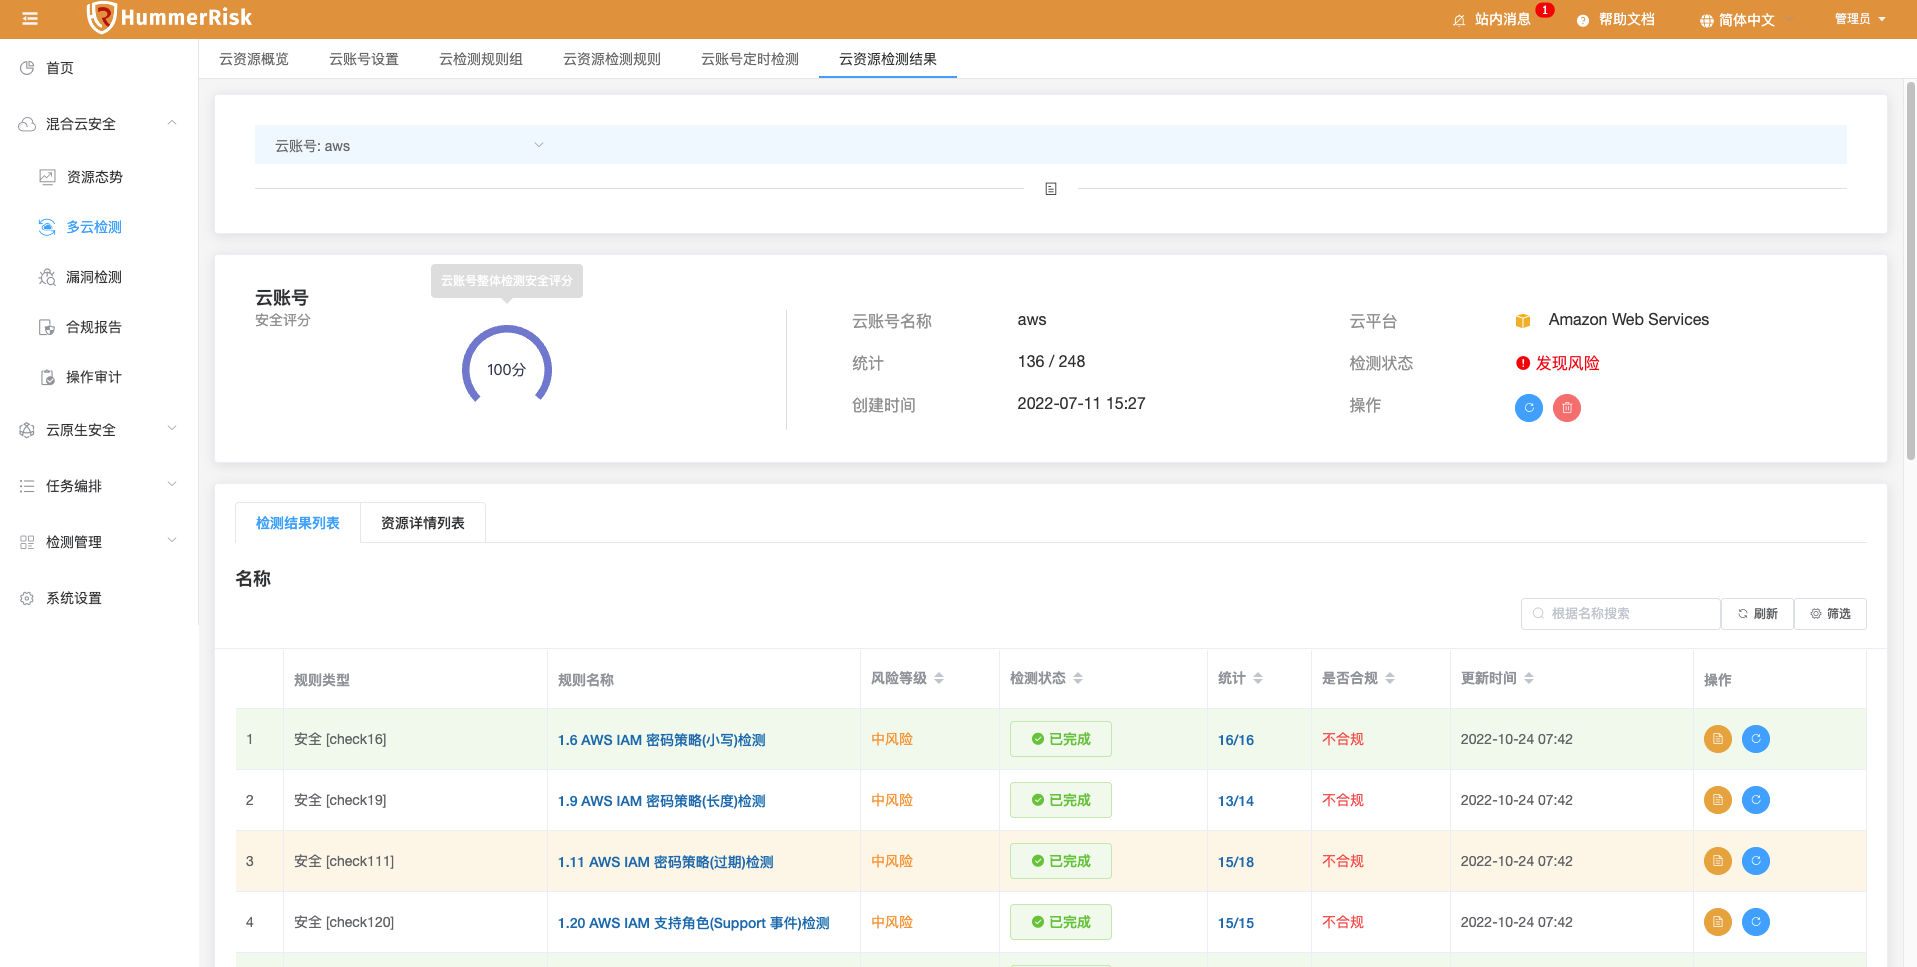 HummerRisk
站内消息
1
帮助文档
简体中文
管理员
首页
混合云安全
资源态势
多云检测
漏洞检测
合规报告
操作审计
云原生安全
任务编排
检测管理
系统设置
云资源概览
云账号设置
云检测规则组
云资源检测规则
云账号定时检测
云资源检测结果
云账号: aws
云账号
安全评分
云账号整体检测安全评分
100分
云账号名称
aws
云平台
Amazon Web Services
统计
136 / 248
检测状态
发现风险
创建时间
2022-07-11 15:27
操作
检测结果列表
资源详情列表
名称
根据名称搜索
刷新
筛选
规则类型 规则名称 风险等级 检测状态 统计 是否合规 更新时间 操作
1 安全 [check16] 1.6 AWS IAM 密码策略(小写)检测 中风险 已完成 16/16 不合规 2022-10-24 07:42
2 安全 [check19] 1.9 AWS IAM 密码策略(长度)检测 中风险 已完成 13/14 不合规 2022-10-24 07:42
3 安全 [check111] 1.11 AWS IAM 密码策略(过期)检测 中风险 已完成 15/18 不合规 2022-10-24 07:42
4 安全 [check120] 1.20 AWS IAM 支持角色(Support 事件)检测 中风险 已完成 15/15 不合规 2022-10-24 07:42